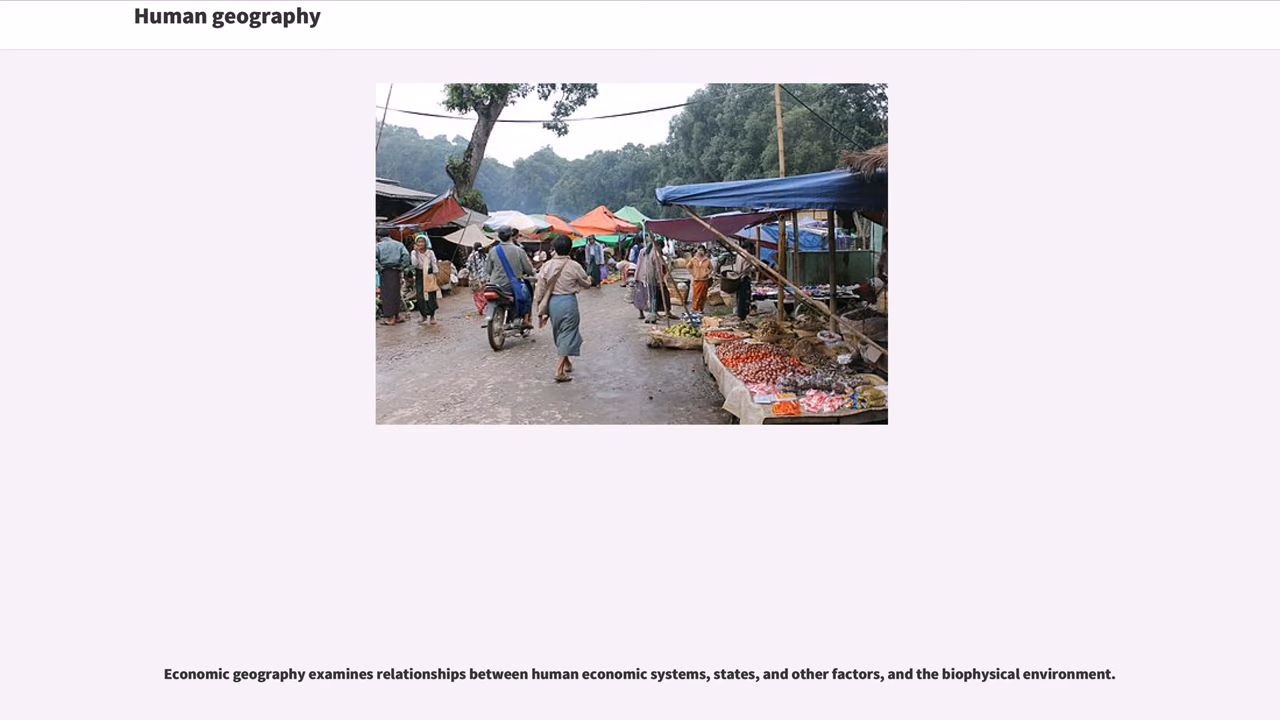 Human geography
Economic geography examines relationships between human economic systems, states, and other factors, and the biophysical environment.